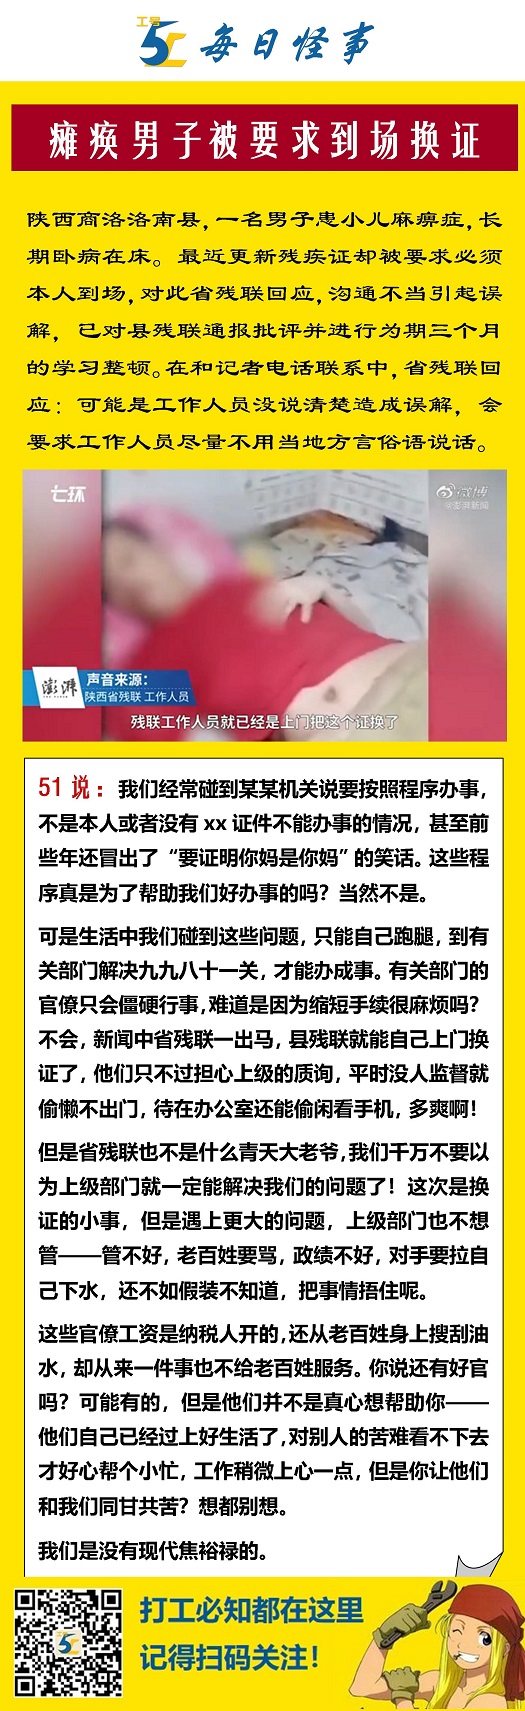 工号
51
每日怪事
瘫痪男子被要求到场换证
陕西商洛洛南县，一名男子患小儿麻痹症，长
期卧病在床。最近更新残疾证却被要求必须
本人到场，对此省残联回应，沟通不当引起误
解，已对县残联通报批评并进行为期三个月
的学习整顿。在和记者电话联系中，省残联回
应：可能是工作人员没说清楚造成误解，会
要求工作人员尽量不用当地方言俗语说话。
七环
微博
@澎湃新闻
澎湃
声音来源：
陕西省残联 工作人员
残联工作人员就已经是上门把这个证换了
51 说：我们经常碰到某某机关说要按照程序办事，
不是本人或者没有 xx 证件不能办事的情况，甚至前
些年还冒出了“要证明你妈是你妈”的笑话。这些程
序真是为了帮助我们好办事的吗？当然不是。
可是生活中我们碰到这些问题，只能自己跑腿，到有
关部门解决九九八十一关，才能办成事。有关部门的
官僚只会僵硬行事，难道是因为缩短手续很麻烦吗？
不会，新闻中省残联一出马，县残联就能自己上门换
证了，他们只不过担心上级的质询，平时没人监督就
偷懒不出门，待在办公室还能偷闲看手机，多爽啊！
但是省残联也不是什么青天大老爷，我们千万不要以
为上级部门就一定能解决我们的问题了！这次是换
证的小事，但是遇上更大的问题，上级部门也不想
管——管不好，老百姓要骂，政绩不好，对手要拉自
己下水，还不如假装不知道，把事情捂住呢。
这些官僚工资是纳税人开的，还从老百姓身上搜刮油
水，却从来一件事也不给老百姓服务。你说还有好官
吗？可能有的，但是他们并不是真心想帮助你——
他们自己已经过上好生活了，对别人的苦难看不下去
才好心帮个小忙，工作稍微上心一点，但是你让他们
和我们同甘共苦？想都别想。
我们是没有现代焦裕禄的。
打工必知都在这里
记得扫码关注！